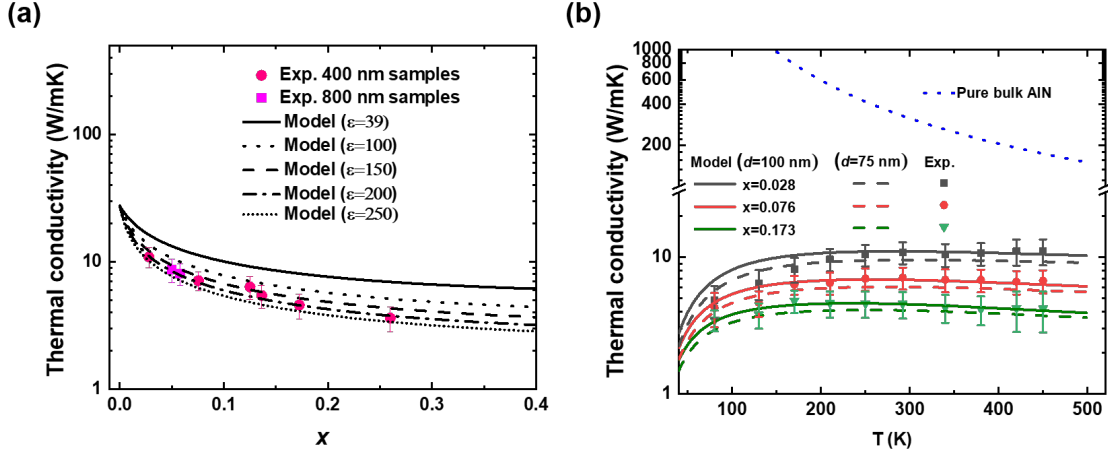 (a)
Thermal conductivity (W/mK)
100
10
1
Exp. 400 nm samples
Exp. 800 nm samples
Model (ε=39)
Model (ε=100)
Model (ε=150)
Model (ε=200)
Model (ε=250)
0.0 0.1 0.2 0.3 0.4
x
(b)
Thermal conductivity (W/mK)
1000
800
600
400
200
10
1
Pure bulk AlN
Model (d=100 nm) (d=75 nm) Exp.
x=0.028
x=0.076
x=0.173
100 200 300 400 500
T (K)